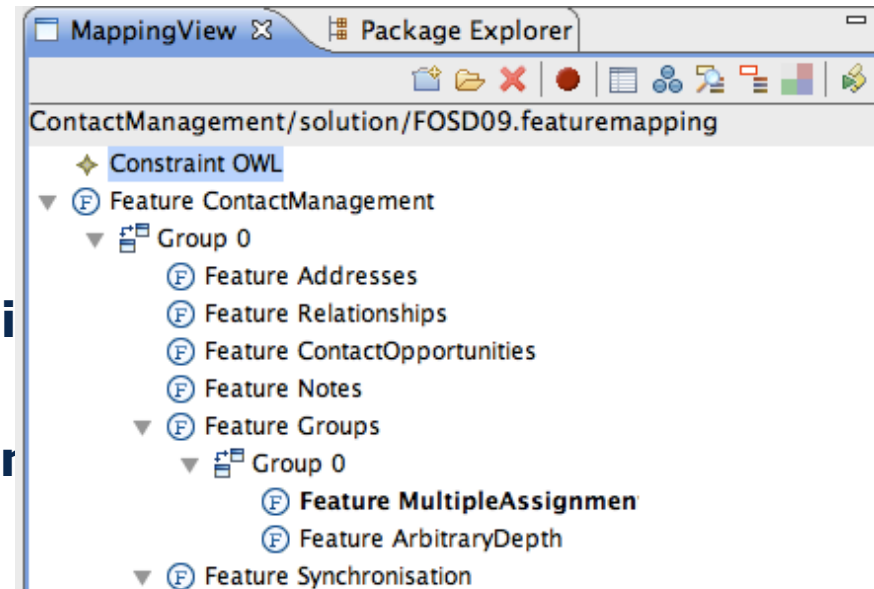 MappingView Package Explorer
ContactManagement/solution/FOSD09.featuremapping
Constraint OWL
F Feature ContactManagement
Group 0
F Feature Addresses
F Feature Relationships
i
F Feature ContactOpportunities
F Feature Notes
F Feature Groups
r
Group 0
F Feature MultipleAssignmen
F Feature ArbitraryDepth
F Feature Synchronisation